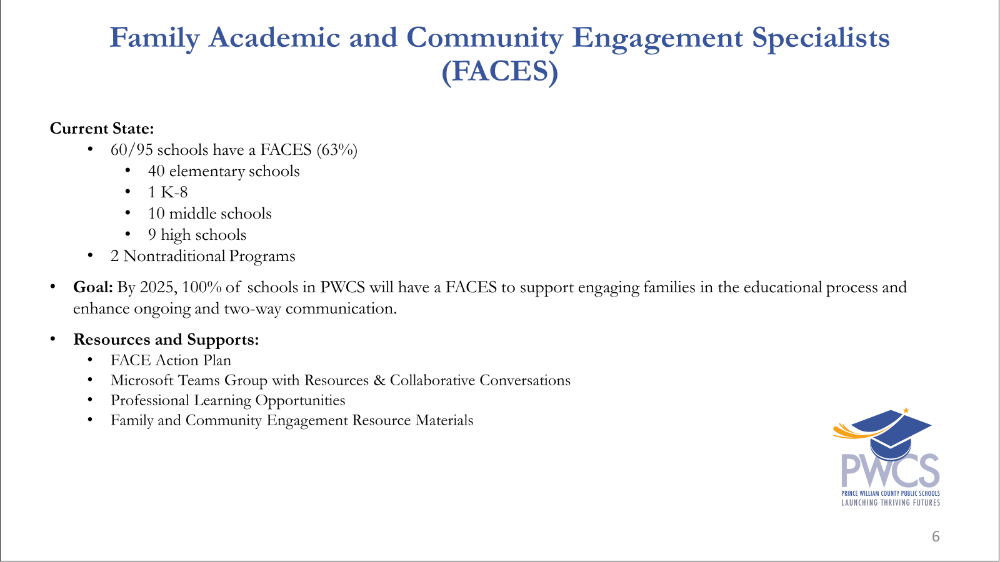 Family Academic and Community Engagement Specialists
(FACES)
Current State:
• 60/95 schools have a FACES (63%)
• 40 elementary schools
• 1 K-8
• 10 middle schools
• 9 high schools
• 2 Nontraditional Programs
• Goal: By 2025, 100% of schools in PWCS will have a FACES to support engaging families in the educational process and
enhance ongoing and two-way communication.
• Resources and Supports:
• FACE Action Plan
• Microsoft Teams Group with Resources & Collaborative Conversations
• Professional Learning Opportunities
• Family and Community Engagement Resource Materials
PWCS
PRINCE WILLIAM COUNTY PUBLIC SCHOOLS
LAUNCHING THRIVING FUTURES
6